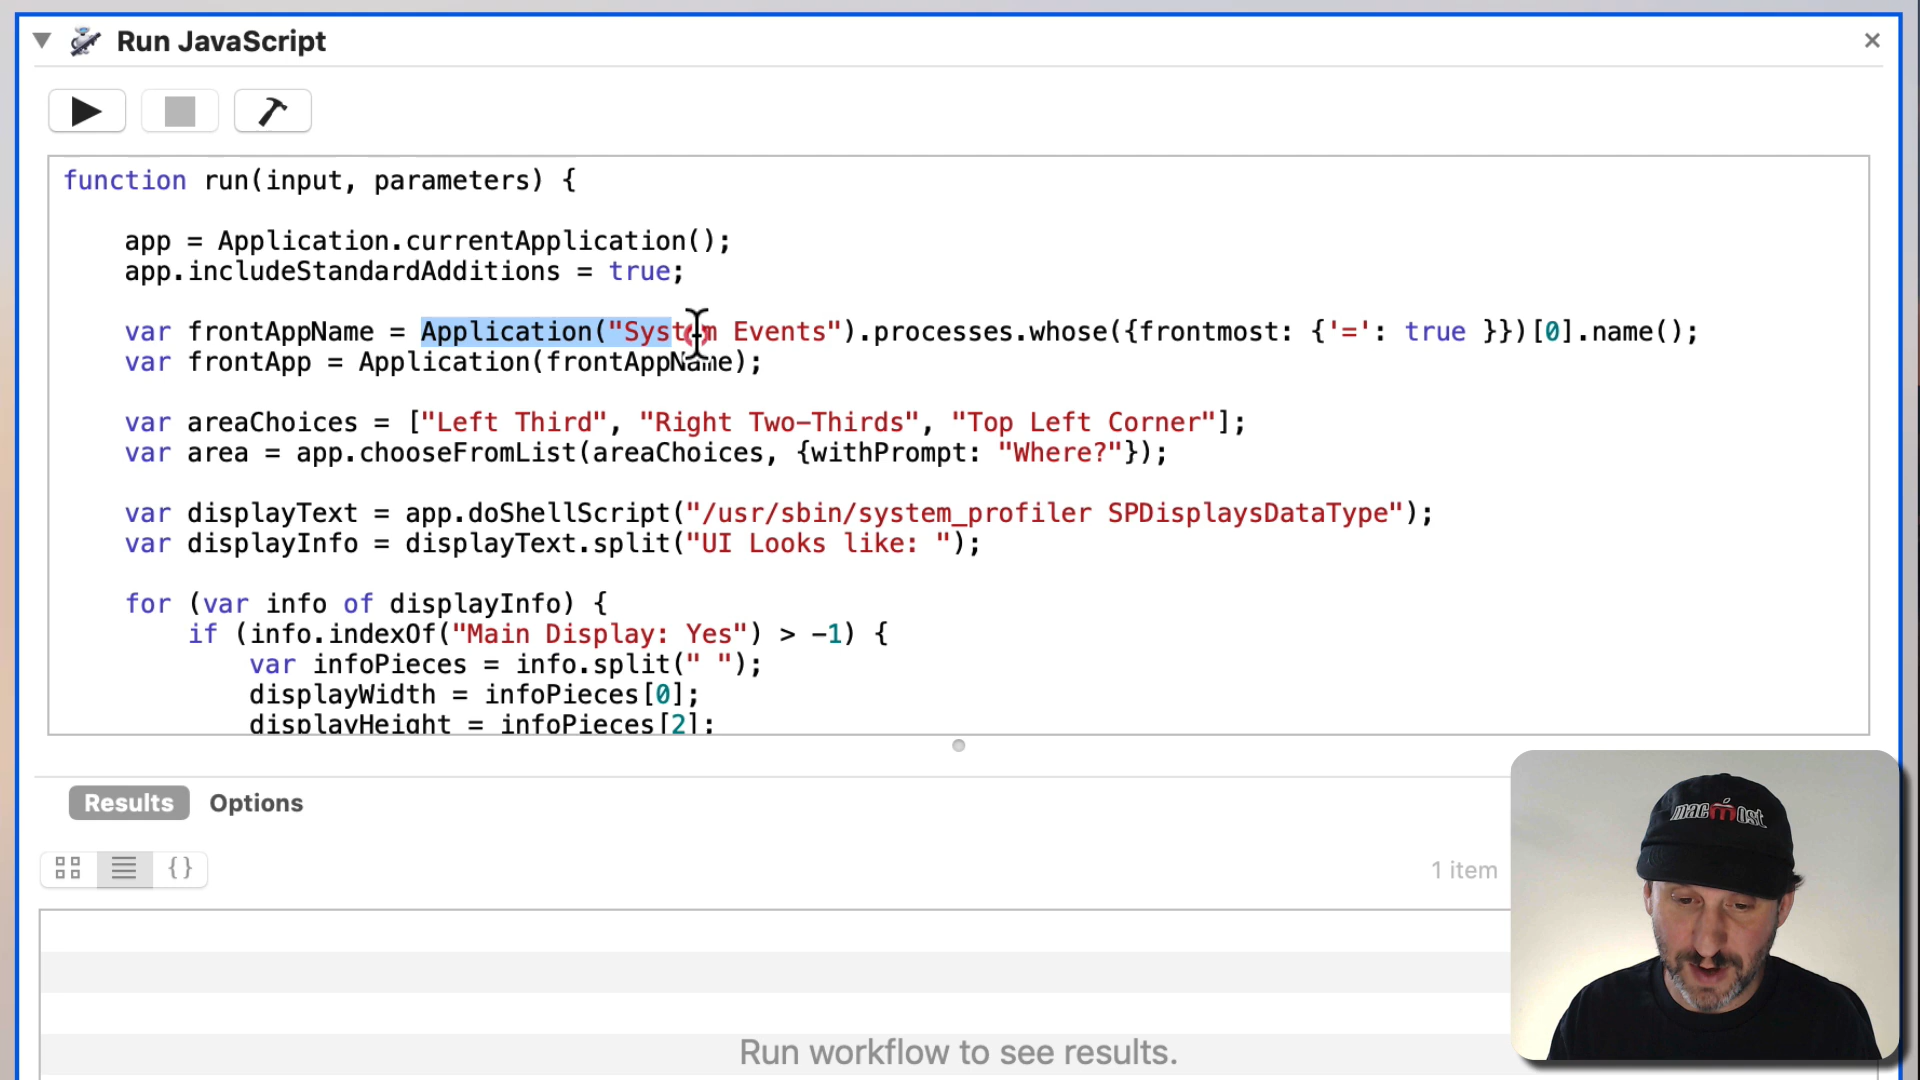 Run JavaScript
function run(input, parameters) {
app = Application.currentApplication();
app.includeStandardAdditions = true;
var frontAppName = Application("System Events").processes.whose({frontmost: {'=': true }})[0].name();
var frontApp = Application(frontAppName);
var areaChoices = ["Left Third", "Right Two-Thirds", "Top Left Corner"];
var area = app.chooseFromList(areaChoices, {withPrompt: "Where?"});
var displayText = app.doShellScript("/usr/sbin/system_profiler SPDisplaysDataType");
var displayInfo = displayText.split("UI Looks like: ");
for (var info of displayInfo) {
if (info.indexOf("Main Display: Yes") > -1) {
var infoPieces = info.split(" ");
displayWidth = infoPieces[0];
displayHeight = infoPieces[2];
Results Options
{}
1 item
macmost
Run workflow to see results.